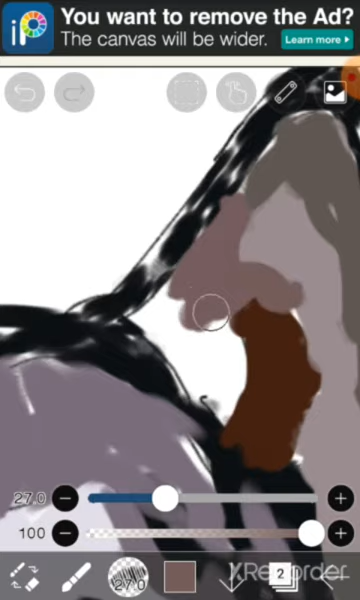 You want to remove the Ad?
The canvas will be wider.
Learn more ▸
27.0
100
27.0
2
XRecorder